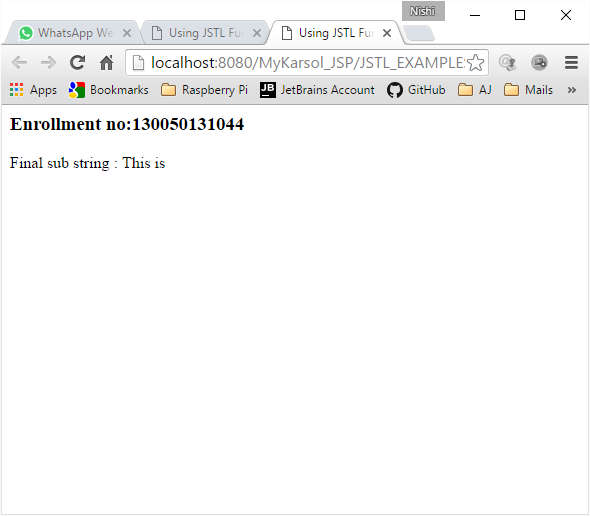 Nishi
WhatsApp We
Using JSTL Fu
Using JSTL Fu
localhost:8080/MyKarsol_JSP/JSTL_EXAMPLE
Apps Bookmarks Raspberry Pi JB JetBrains Account GitHub AJ Mails »
Enrollment no:130050131044
Final sub string : This is